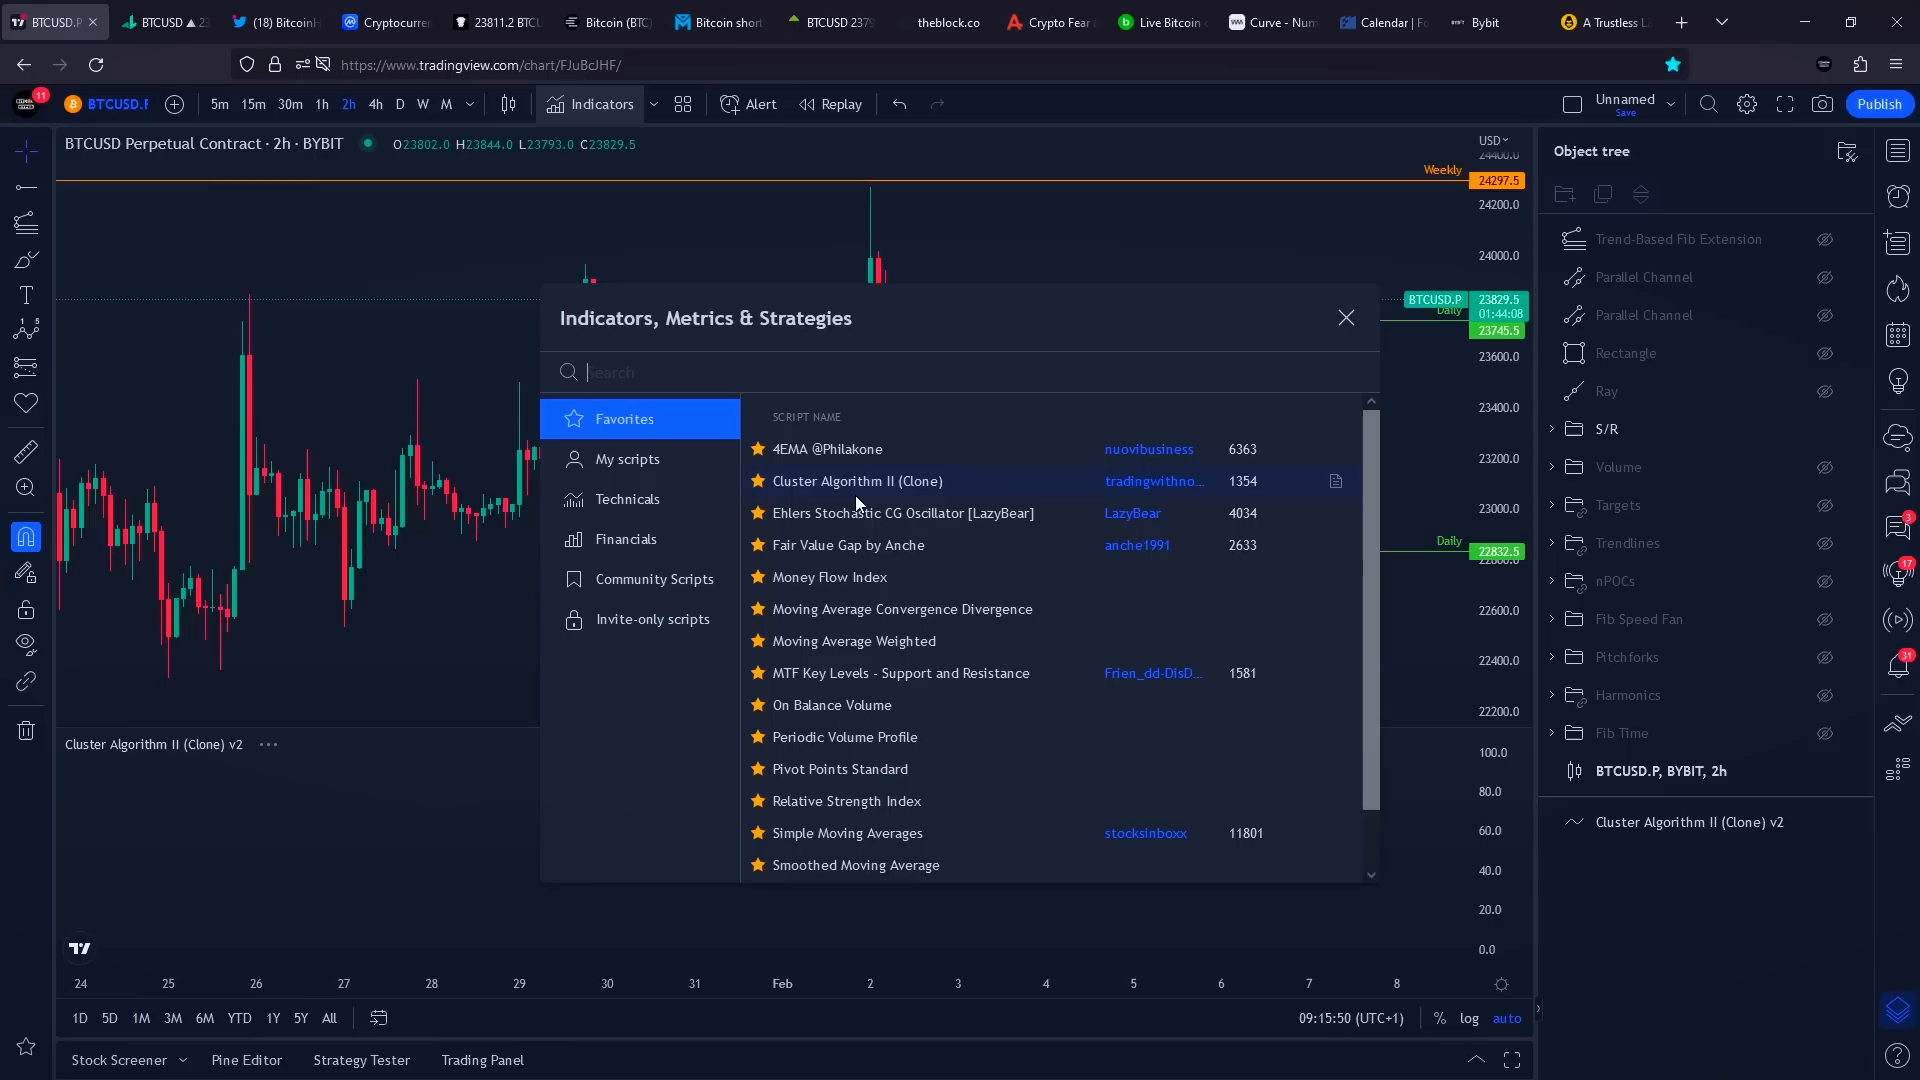 BTCUSD.P
BTCUSD ▲ 23
(18) Bitcoin
Cryptocurrer
23811.2 BTCU
Bitcoin (BTC)
Bitcoin short
BTCUSD 2379
theblock.co
Crypto Fear
Live Bitcoin
Curve - Num
Calendar | Fo
Bybit
A Trustless L
https://www.tradingview.com/chart/FJuBcJHF/
11
BTCUSD.P
5m 15m 30m 1h 2h 4h D W M
Indicators
Alert
Replay
Unnamed
Save
Publish
BTCUSD Perpetual Contract · 2h · BYBIT
O23802.0 H23844.0 L23793.0 C23829.5
USD
24400.0
Weekly 24297.5
24200.0
24000.0
BTCUSD.P 23829.5
01:44:08
Daily 23745.5
23600.0
23400.0
23200.0
23000.0
Daily 22832.5
22800.0
22600.0
22400.0
22200.0
Indicators, Metrics & Strategies
Search
Favorites
My scripts
Technicals
Financials
Community Scripts
Invite-only scripts
SCRIPT NAME
4EMA @Philakone nuovibusiness 6363
Cluster Algorithm II (Clone) tradingwithno... 1354
Ehlers Stochastic CG Oscillator [LazyBear] LazyBear 4034
Fair Value Gap by Anche anche1991 2633
Money Flow Index
Moving Average Convergence Divergence
Moving Average Weighted
MTF Key Levels - Support and Resistance Frien_dd-DisD... 1581
On Balance Volume
Periodic Volume Profile
Pivot Points Standard
Relative Strength Index
Simple Moving Averages stocksinboxx 11801
Smoothed Moving Average
Cluster Algorithm II (Clone) v2
100.0
80.0
60.0
40.0
20.0
0.0
24 25 26 27 28 29 30 31 Feb 2 3 4 5 6 7 8
1D 5D 1M 3M 6M YTD 1Y 5Y All
09:15:50 (UTC+1)
% log auto
Stock Screener
Pine Editor
Strategy Tester
Trading Panel
Object tree
Trend-Based Fib Extension
Parallel Channel
Parallel Channel
Rectangle
Ray
S/R
Volume
Targets
Trendlines
nPOCs
Fib Speed Fan
Pitchforks
Harmonics
Fib Time
BTCUSD.P, BYBIT, 2h
Cluster Algorithm II (Clone) v2
3
17
31